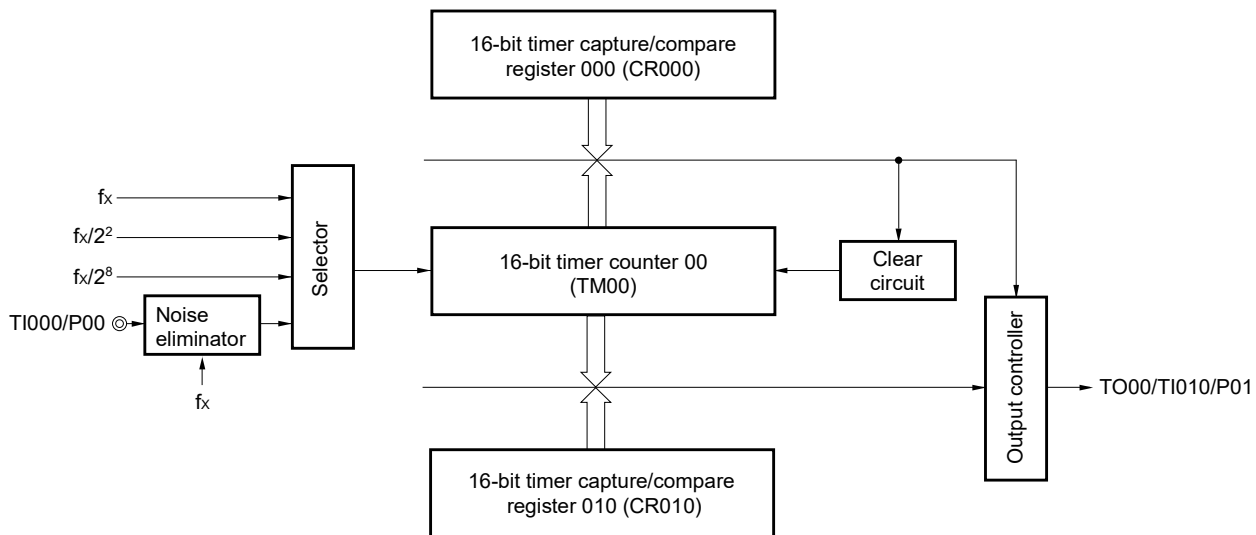 16-bit timer capture/compare
register 000 (CR000)
fX
fX/2²
fX/2⁸
TI000/P00
Noise
eliminator
fX
Selector
16-bit timer counter 00
(TM00)
Clear
circuit
Output controller
TO00/TI010/P01
16-bit timer capture/compare
register 010 (CR010)